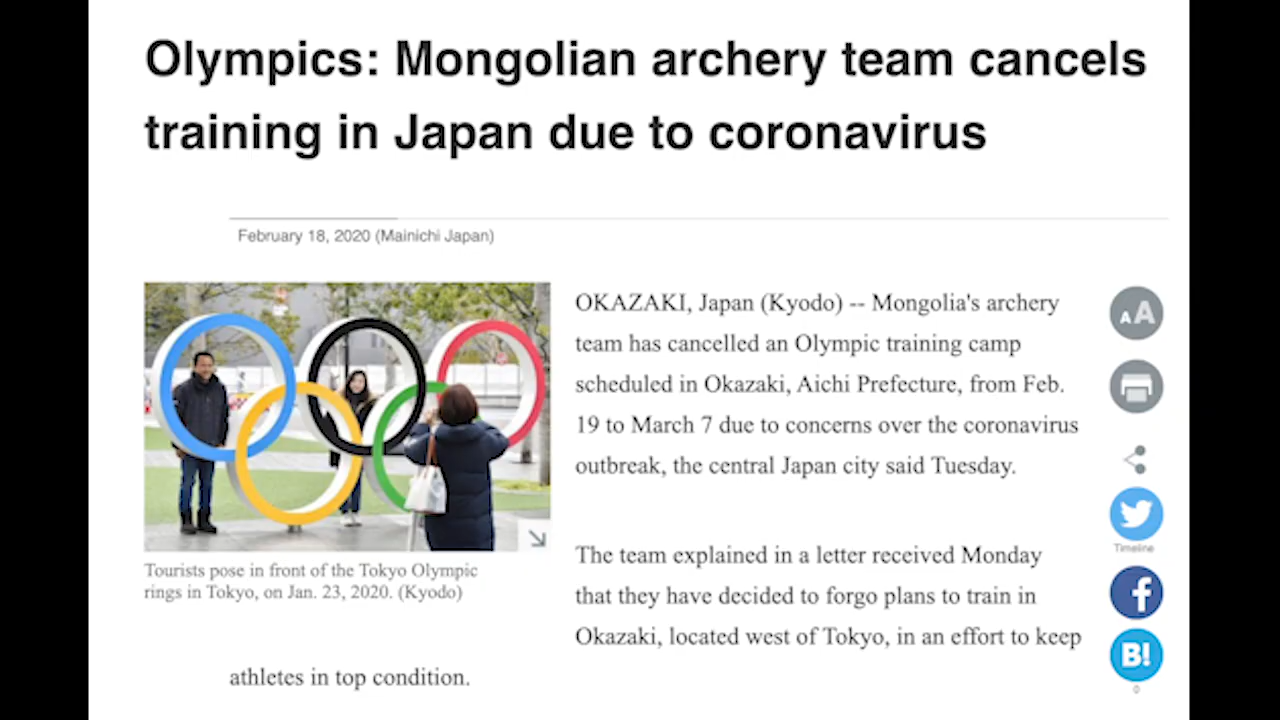 Olympics: Mongolian archery team cancels
training in Japan due to coronavirus
February 18, 2020 (Mainichi Japan)
OKAZAKI, Japan (Kyodo) -- Mongolia's archery
team has cancelled an Olympic training camp
scheduled in Okazaki, Aichi Prefecture, from Feb.
19 to March 7 due to concerns over the coronavirus
outbreak, the central Japan city said Tuesday.
The team explained in a letter received Monday
that they have decided to forgo plans to train in
Okazaki, located west of Tokyo, in an effort to keep
athletes in top condition.
Tourists pose in front of the Tokyo Olympic
rings in Tokyo, on Jan. 23, 2020. (Kyodo)
AA
Timeline
f
B!
0